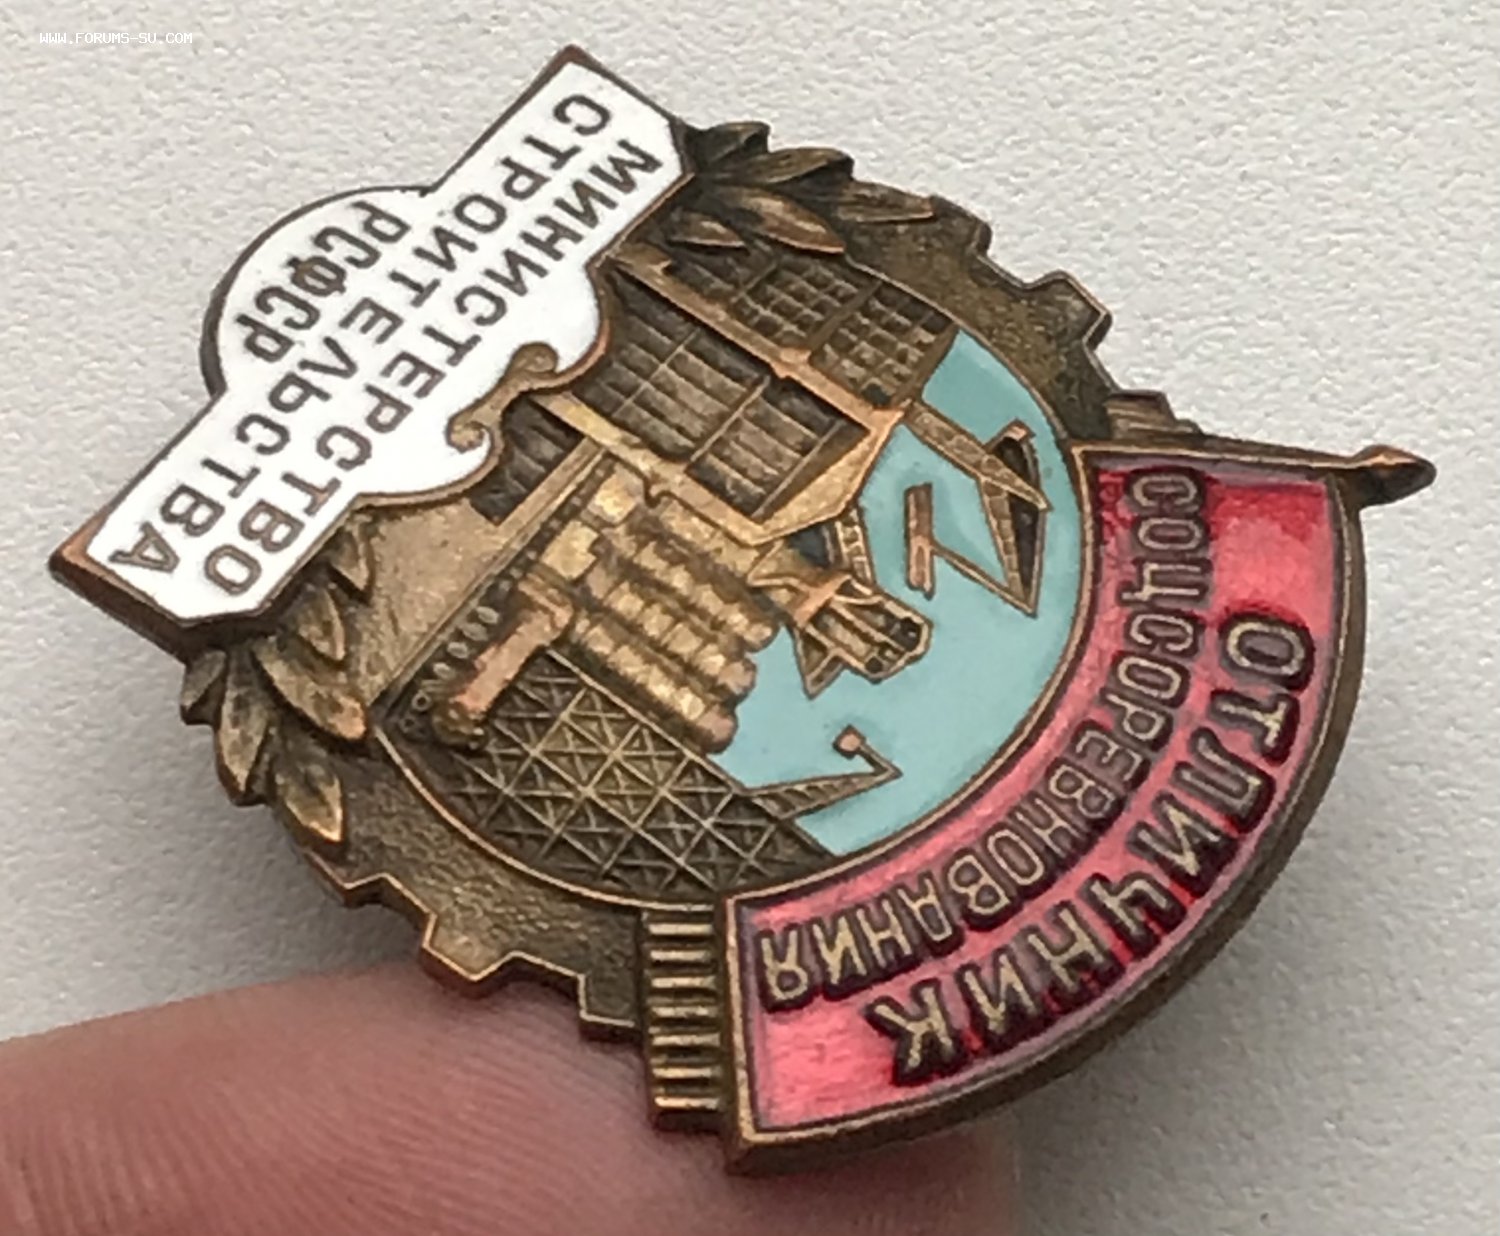 WWW.FORUMS-SU.COM
ОТЛИЧНИК
СОЦСОРЕВНОВАНИЯ
МИНИСТЕРСТВО
СТРОИТЕЛЬСТВА
РСФСР